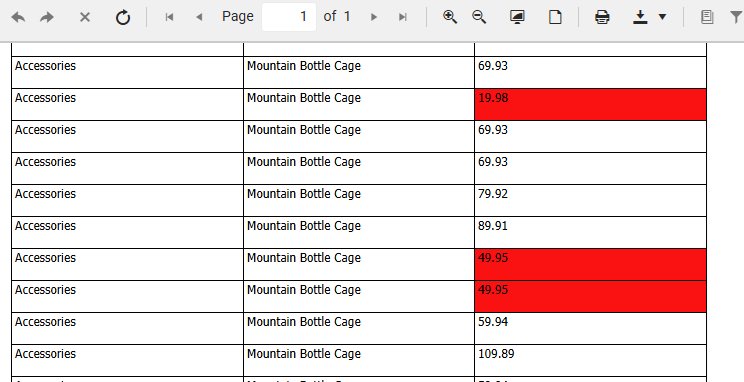 Page 1 of 1
Accessories Mountain Bottle Cage 69.93
Accessories Mountain Bottle Cage 19.98
Accessories Mountain Bottle Cage 69.93
Accessories Mountain Bottle Cage 69.93
Accessories Mountain Bottle Cage 79.92
Accessories Mountain Bottle Cage 89.91
Accessories Mountain Bottle Cage 49.95
Accessories Mountain Bottle Cage 49.95
Accessories Mountain Bottle Cage 59.94
Accessories Mountain Bottle Cage 109.89